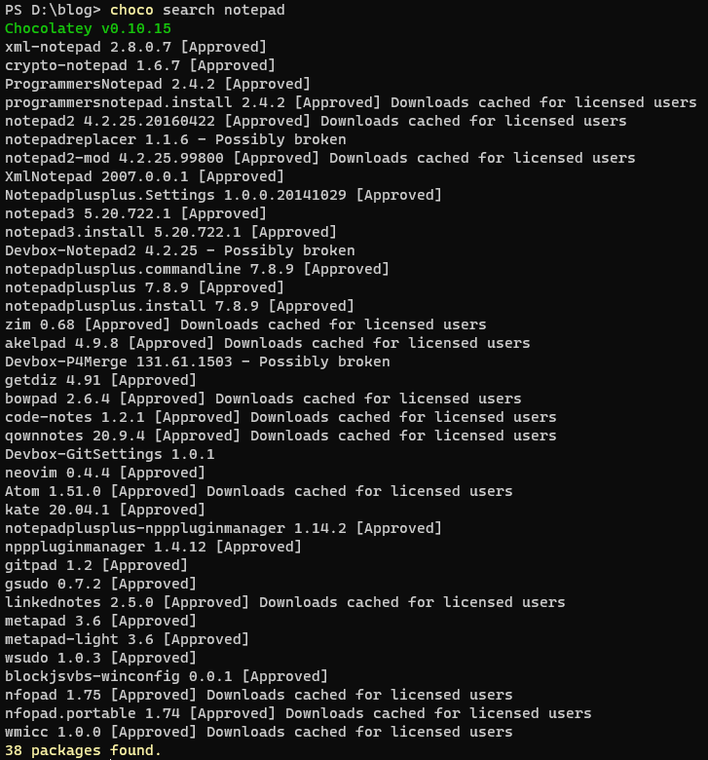 PS D:\blog> choco search notepad
Chocolatey v0.10.15
xml-notepad 2.8.0.7 [Approved]
crypto-notepad 1.6.7 [Approved]
ProgrammersNotepad 2.4.2 [Approved]
programmersnotepad.install 2.4.2 [Approved] Downloads cached for licensed users
notepad2 4.2.25.20160422 [Approved] Downloads cached for licensed users
notepadreplacer 1.1.6 - Possibly broken
notepad2-mod 4.2.25.99800 [Approved] Downloads cached for licensed users
XmlNotepad 2007.0.0.1 [Approved]
Notepadplusplus.Settings 1.0.0.20141029 [Approved]
notepad3 5.20.722.1 [Approved]
notepad3.install 5.20.722.1 [Approved]
Devbox-Notepad2 4.2.25 - Possibly broken
notepadplusplus.commandline 7.8.9 [Approved]
notepadplusplus 7.8.9 [Approved]
notepadplusplus.install 7.8.9 [Approved]
zim 0.68 [Approved] Downloads cached for licensed users
akelpad 4.9.8 [Approved] Downloads cached for licensed users
Devbox-P4Merge 131.61.1503 - Possibly broken
getdiz 4.91 [Approved]
bowpad 2.6.4 [Approved] Downloads cached for licensed users
code-notes 1.2.1 [Approved] Downloads cached for licensed users
qownnotes 20.9.4 [Approved] Downloads cached for licensed users
Devbox-GitSettings 1.0.1
neovim 0.4.4 [Approved]
Atom 1.51.0 [Approved] Downloads cached for licensed users
kate 20.04.1 [Approved]
notepadplusplus-npppluginmanager 1.14.2 [Approved]
npppluginmanager 1.4.12 [Approved]
gitpad 1.2 [Approved]
gsudo 0.7.2 [Approved]
linkednotes 2.5.0 [Approved] Downloads cached for licensed users
metapad 3.6 [Approved]
metapad-light 3.6 [Approved]
wsudo 1.0.3 [Approved]
blockjsvbs-winconfig 0.0.1 [Approved]
nfopad 1.75 [Approved] Downloads cached for licensed users
nfopad.portable 1.74 [Approved] Downloads cached for licensed users
wmicc 1.0.0 [Approved] Downloads cached for licensed users
38 packages found.